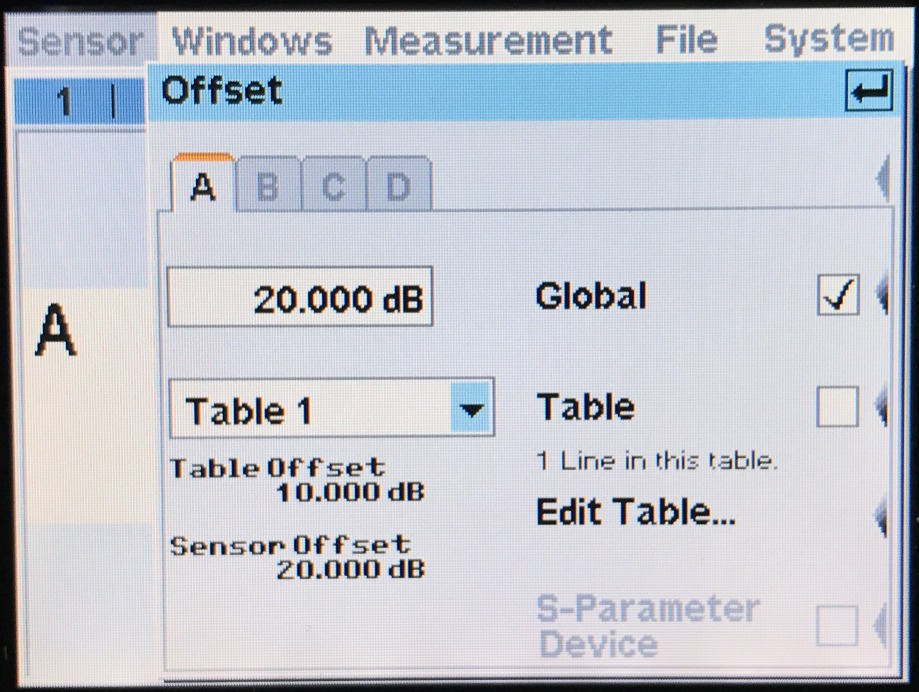 Sensor Windows Measurement File System
1 | Offset
A B C D
A
20.000 dB Global
Table 1 Table
Table Offset
10.000 dB
1 Line in this table.
Edit Table...
Sensor Offset
20.000 dB
S-Parameter
Device